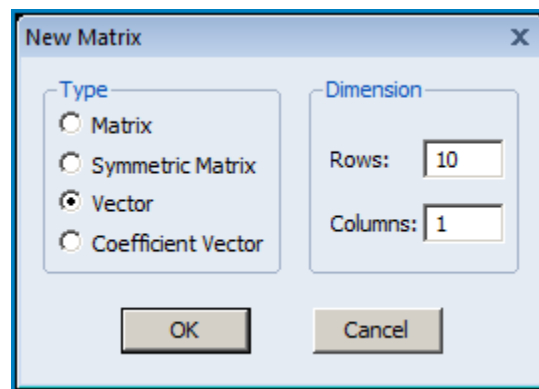 New Matrix
x
Type
Matrix
Symmetric Matrix
Vector
Coefficient Vector
Dimension
Rows: 10
Columns: 1
OK
Cancel